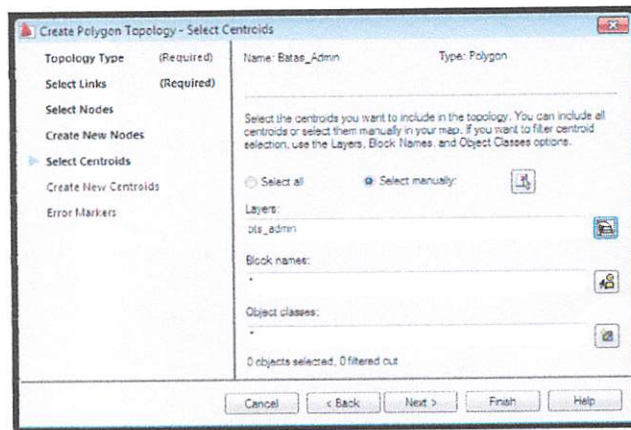 Create Polygon Topology - Select Centroids
Topology Type (Required)
Select Links (Required)
Select Nodes
Create New Nodes
Select Centroids
Create New Centroids
Error Markers
Name: Batas_Admin Type: Polygon
Select the centroids you want to include in the topology. You can include all
centroids or select them manually in your map. If you want to filter centroid
selection, use the Layers, Block Names, and Object Classes options.
Select all Select manually:
Layers:
bts_admin
Block names:
*
Object classes:
*
0 objects selected, 0 filtered out
Cancel < Back Next > Finish Help